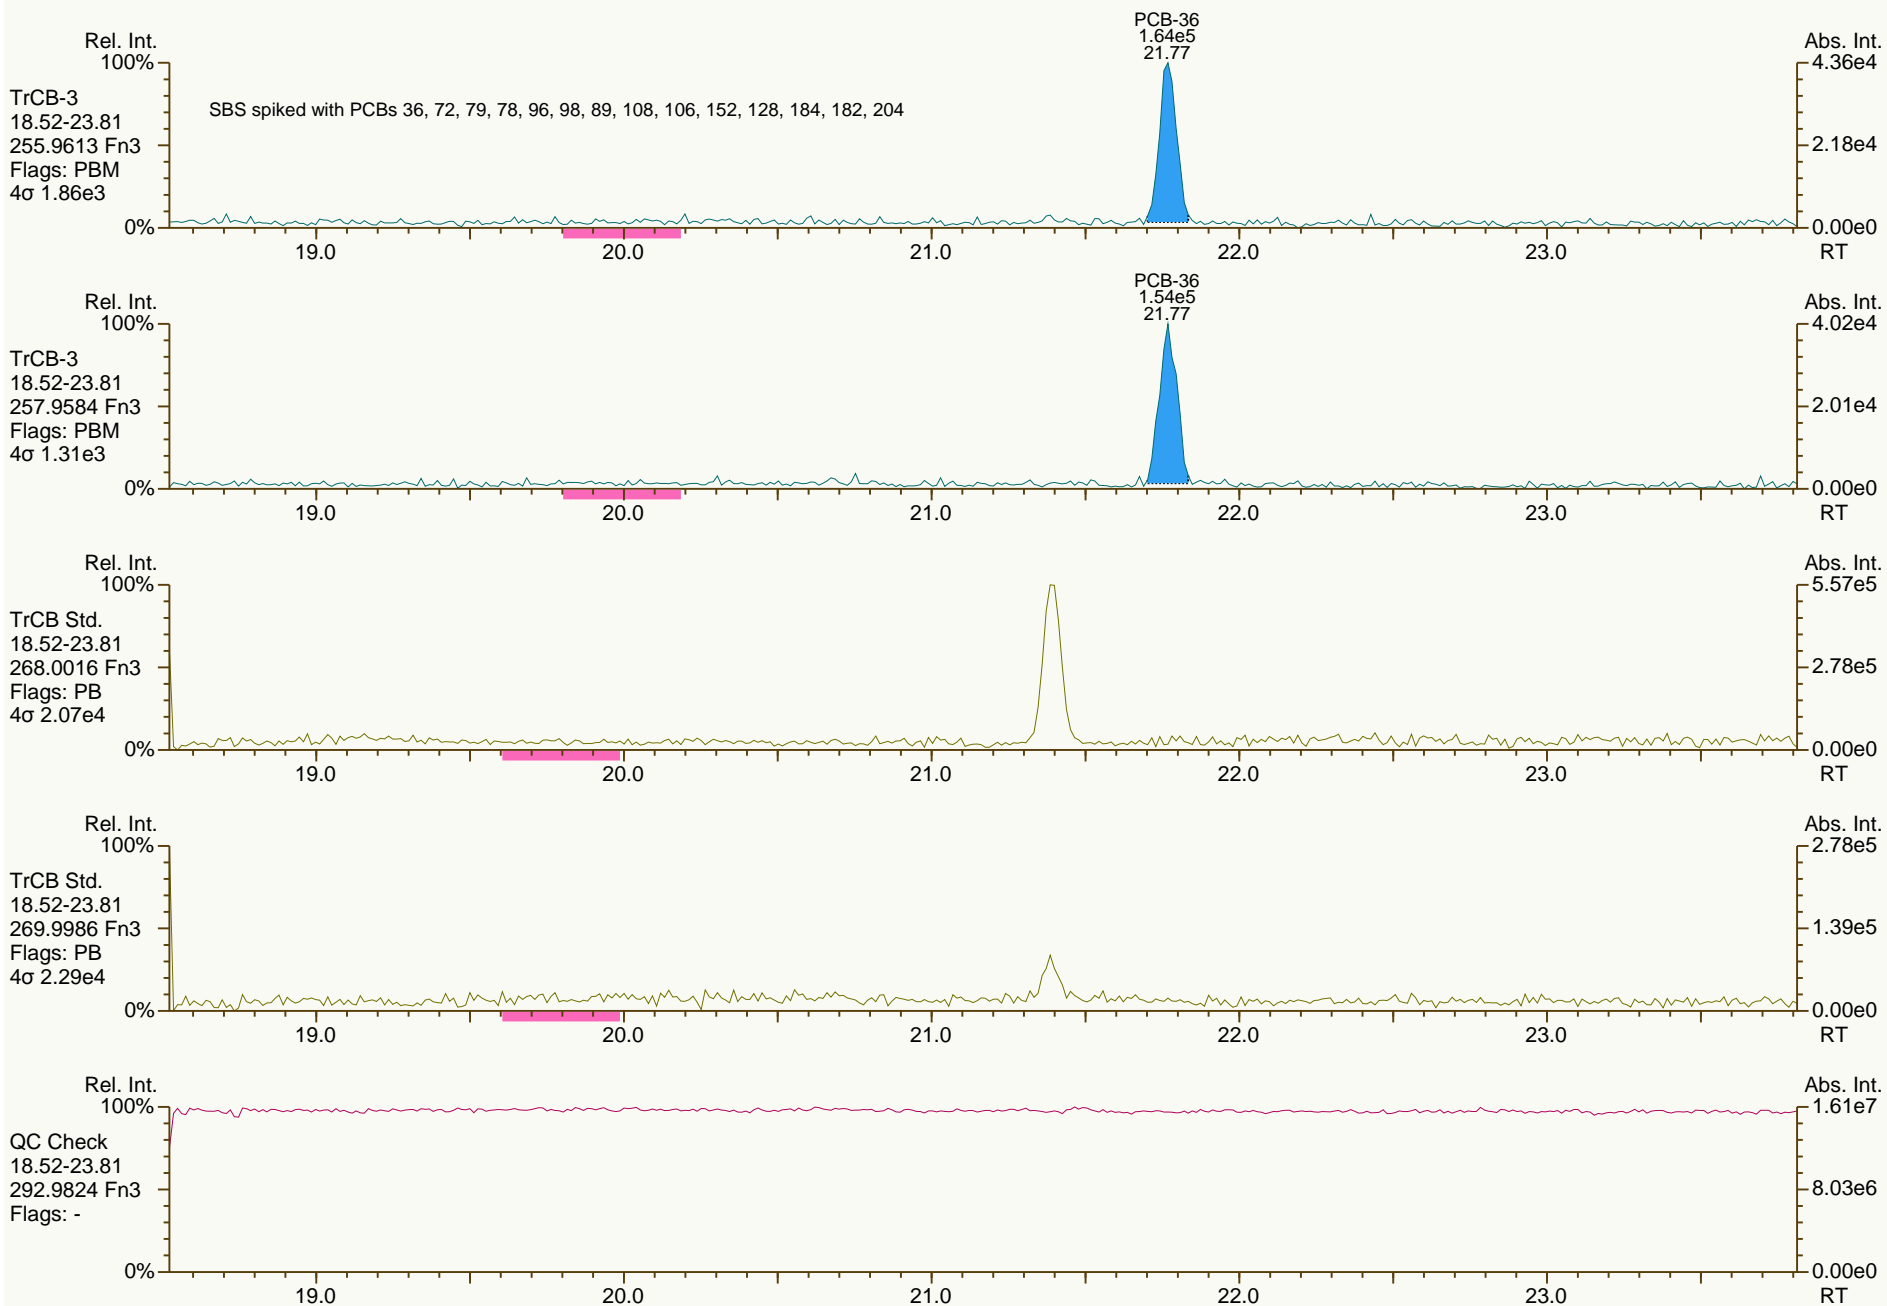 PCB-36
1.64e5
21.77
Rel. Int.
Abs. Int.
100%
4.36e4
TrCB-3
18.52-23.81
255.9613 Fn3
Flags: PBM
4σ 1.86e3
SBS spiked with PCBs 36, 72, 79, 78, 96, 98, 89, 108, 106, 152, 128, 184, 182, 204
2.18e4
0%
0.00e0
19.0 20.0 21.0 22.0 23.0 RT
PCB-36
1.54e5
21.77
Rel. Int.
Abs. Int.
100%
4.02e4
TrCB-3
18.52-23.81
257.9584 Fn3
Flags: PBM
4σ 1.31e3
2.01e4
0%
0.00e0
19.0 20.0 21.0 22.0 23.0 RT
Rel. Int.
Abs. Int.
100%
5.57e5
TrCB Std.
18.52-23.81
268.0016 Fn3
Flags: PB
4σ 2.07e4
2.78e5
0%
0.00e0
19.0 20.0 21.0 22.0 23.0 RT
Rel. Int.
Abs. Int.
100%
2.78e5
TrCB Std.
18.52-23.81
269.9986 Fn3
Flags: PB
4σ 2.29e4
1.39e5
0%
0.00e0
19.0 20.0 21.0 22.0 23.0 RT
Rel. Int.
Abs. Int.
100%
1.61e7
QC Check
18.52-23.81
292.9824 Fn3
Flags: -
8.03e6
0%
0.00e0
19.0 20.0 21.0 22.0 23.0 RT